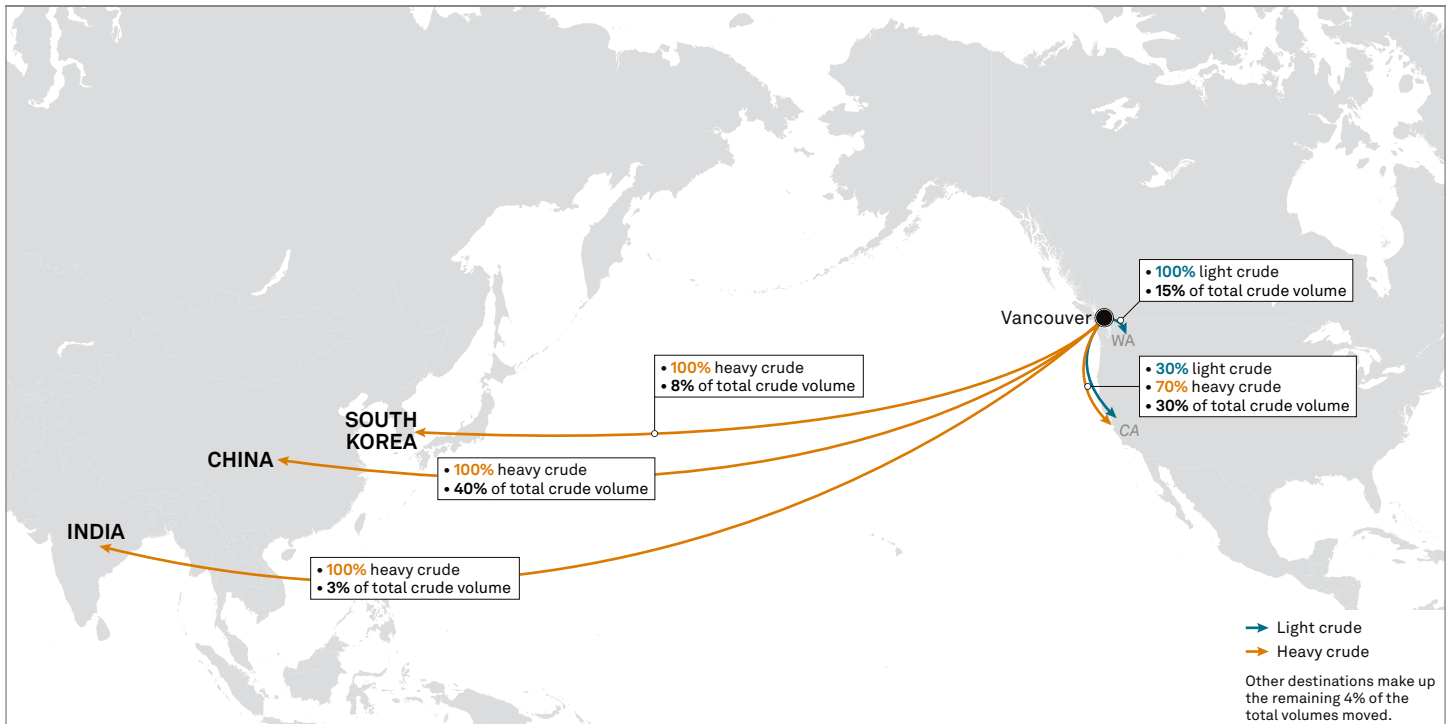 • 100% light crude
• 15% of total crude volume
Vancouver
WA
• 30% light crude
• 70% heavy crude
• 30% of total crude volume
CA
• 100% heavy crude
• 8% of total crude volume
SOUTH
KOREA
CHINA
• 100% heavy crude
• 40% of total crude volume
INDIA
• 100% heavy crude
• 3% of total crude volume
Light crude
Heavy crude
Other destinations make up
the remaining 4% of the
total volumes moved.